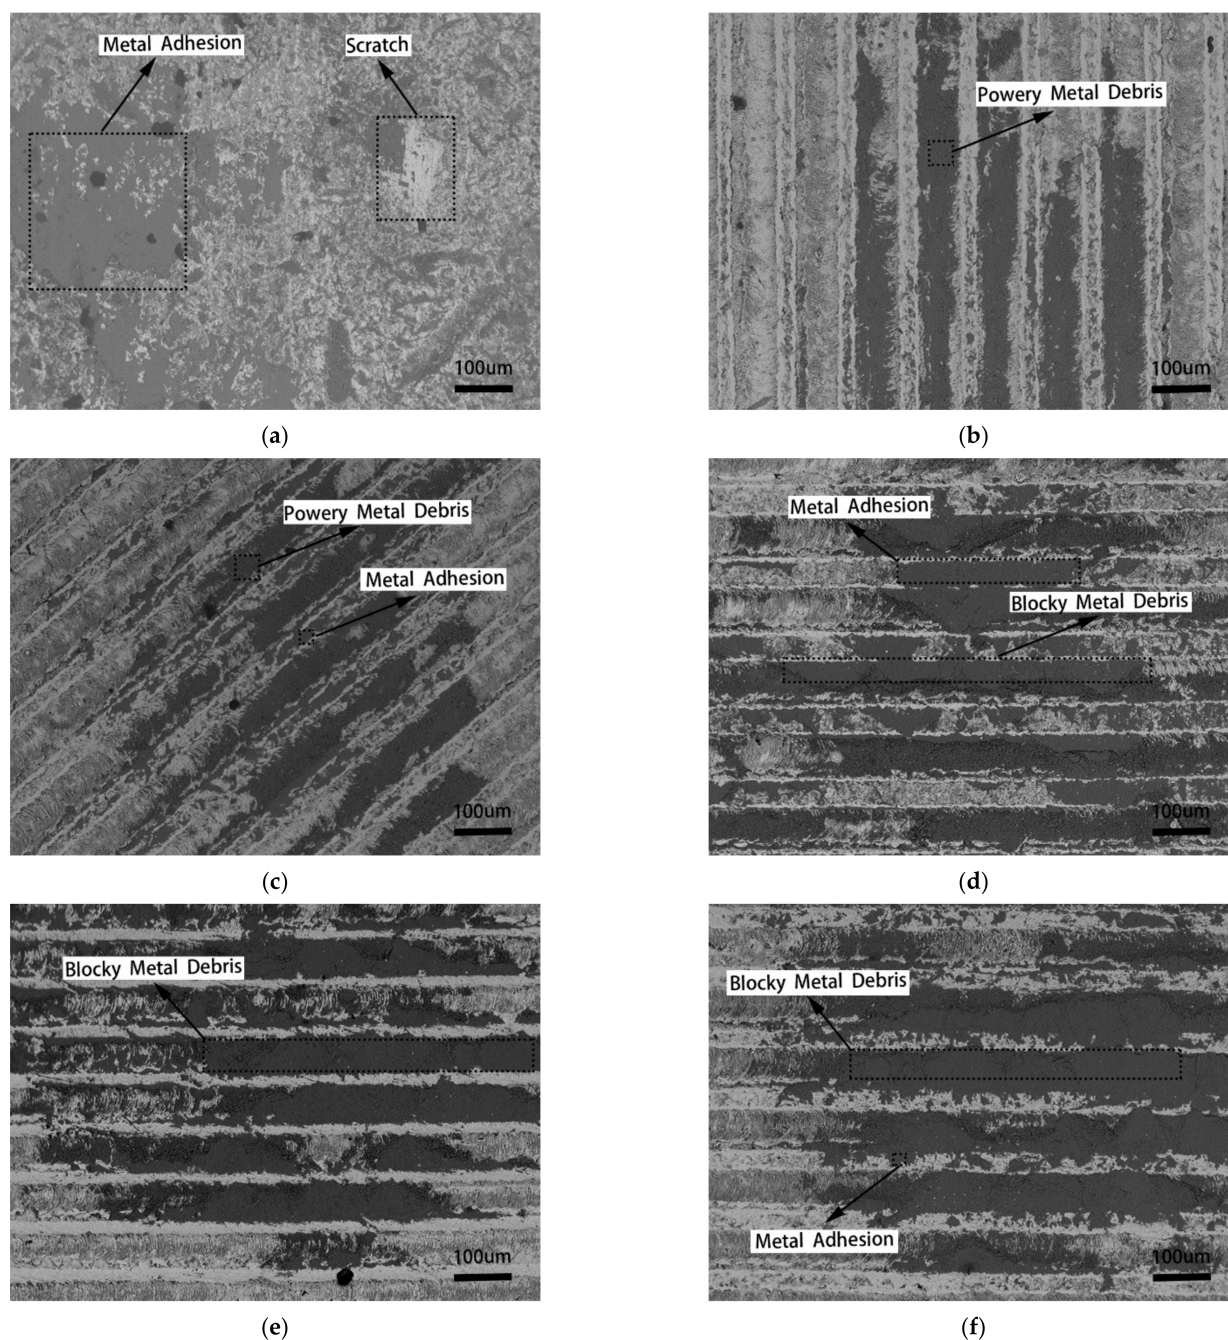 Metal Adhesion
Scratch
100um
(a)
Powery Metal Debris
100um
(b)
Powery Metal Debris
Metal Adhesion
100um
(c)
Metal Adhesion
Blocky Metal Debris
100um
(d)
Blocky Metal Debris
100um
(e)
Blocky Metal Debris
Metal Adhesion
100um
(f)